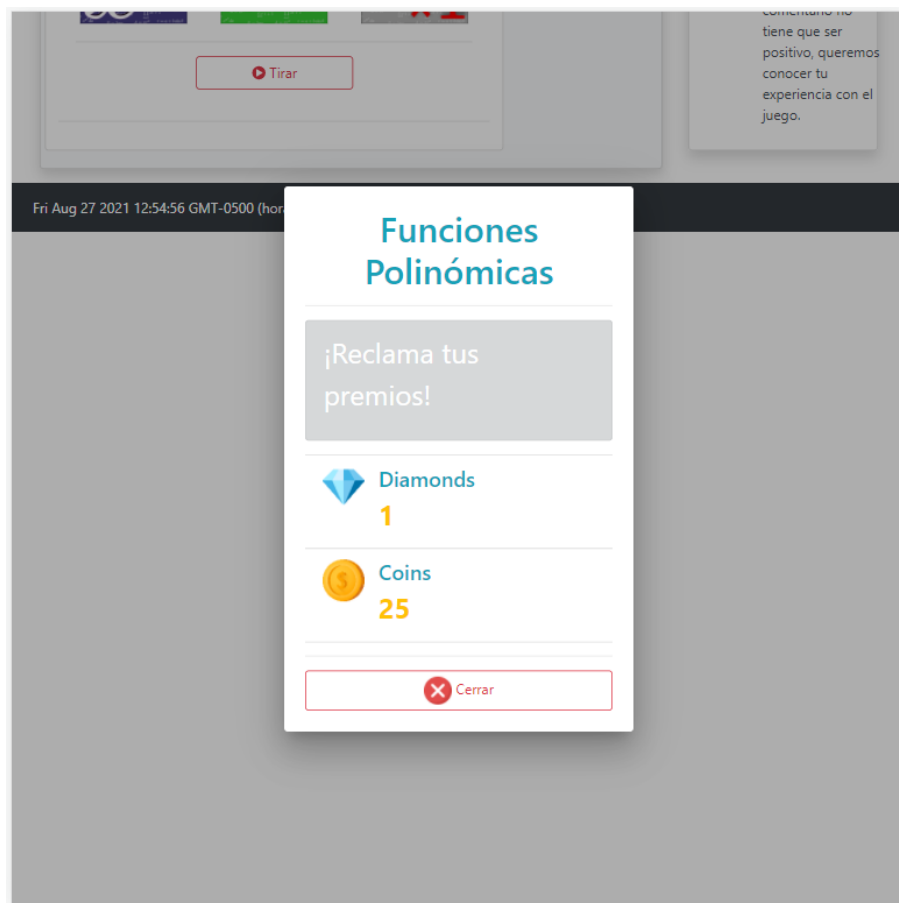 comentario no
tiene que ser
positivo, queremos
conocer tu
experiencia con el
juego.
Tirar
Fri Aug 27 2021 12:54:56 GMT-0500 (hor
Funciones
Polinómicas
¡Reclama tus
premios!
Diamonds
1
Coins
25
Cerrar